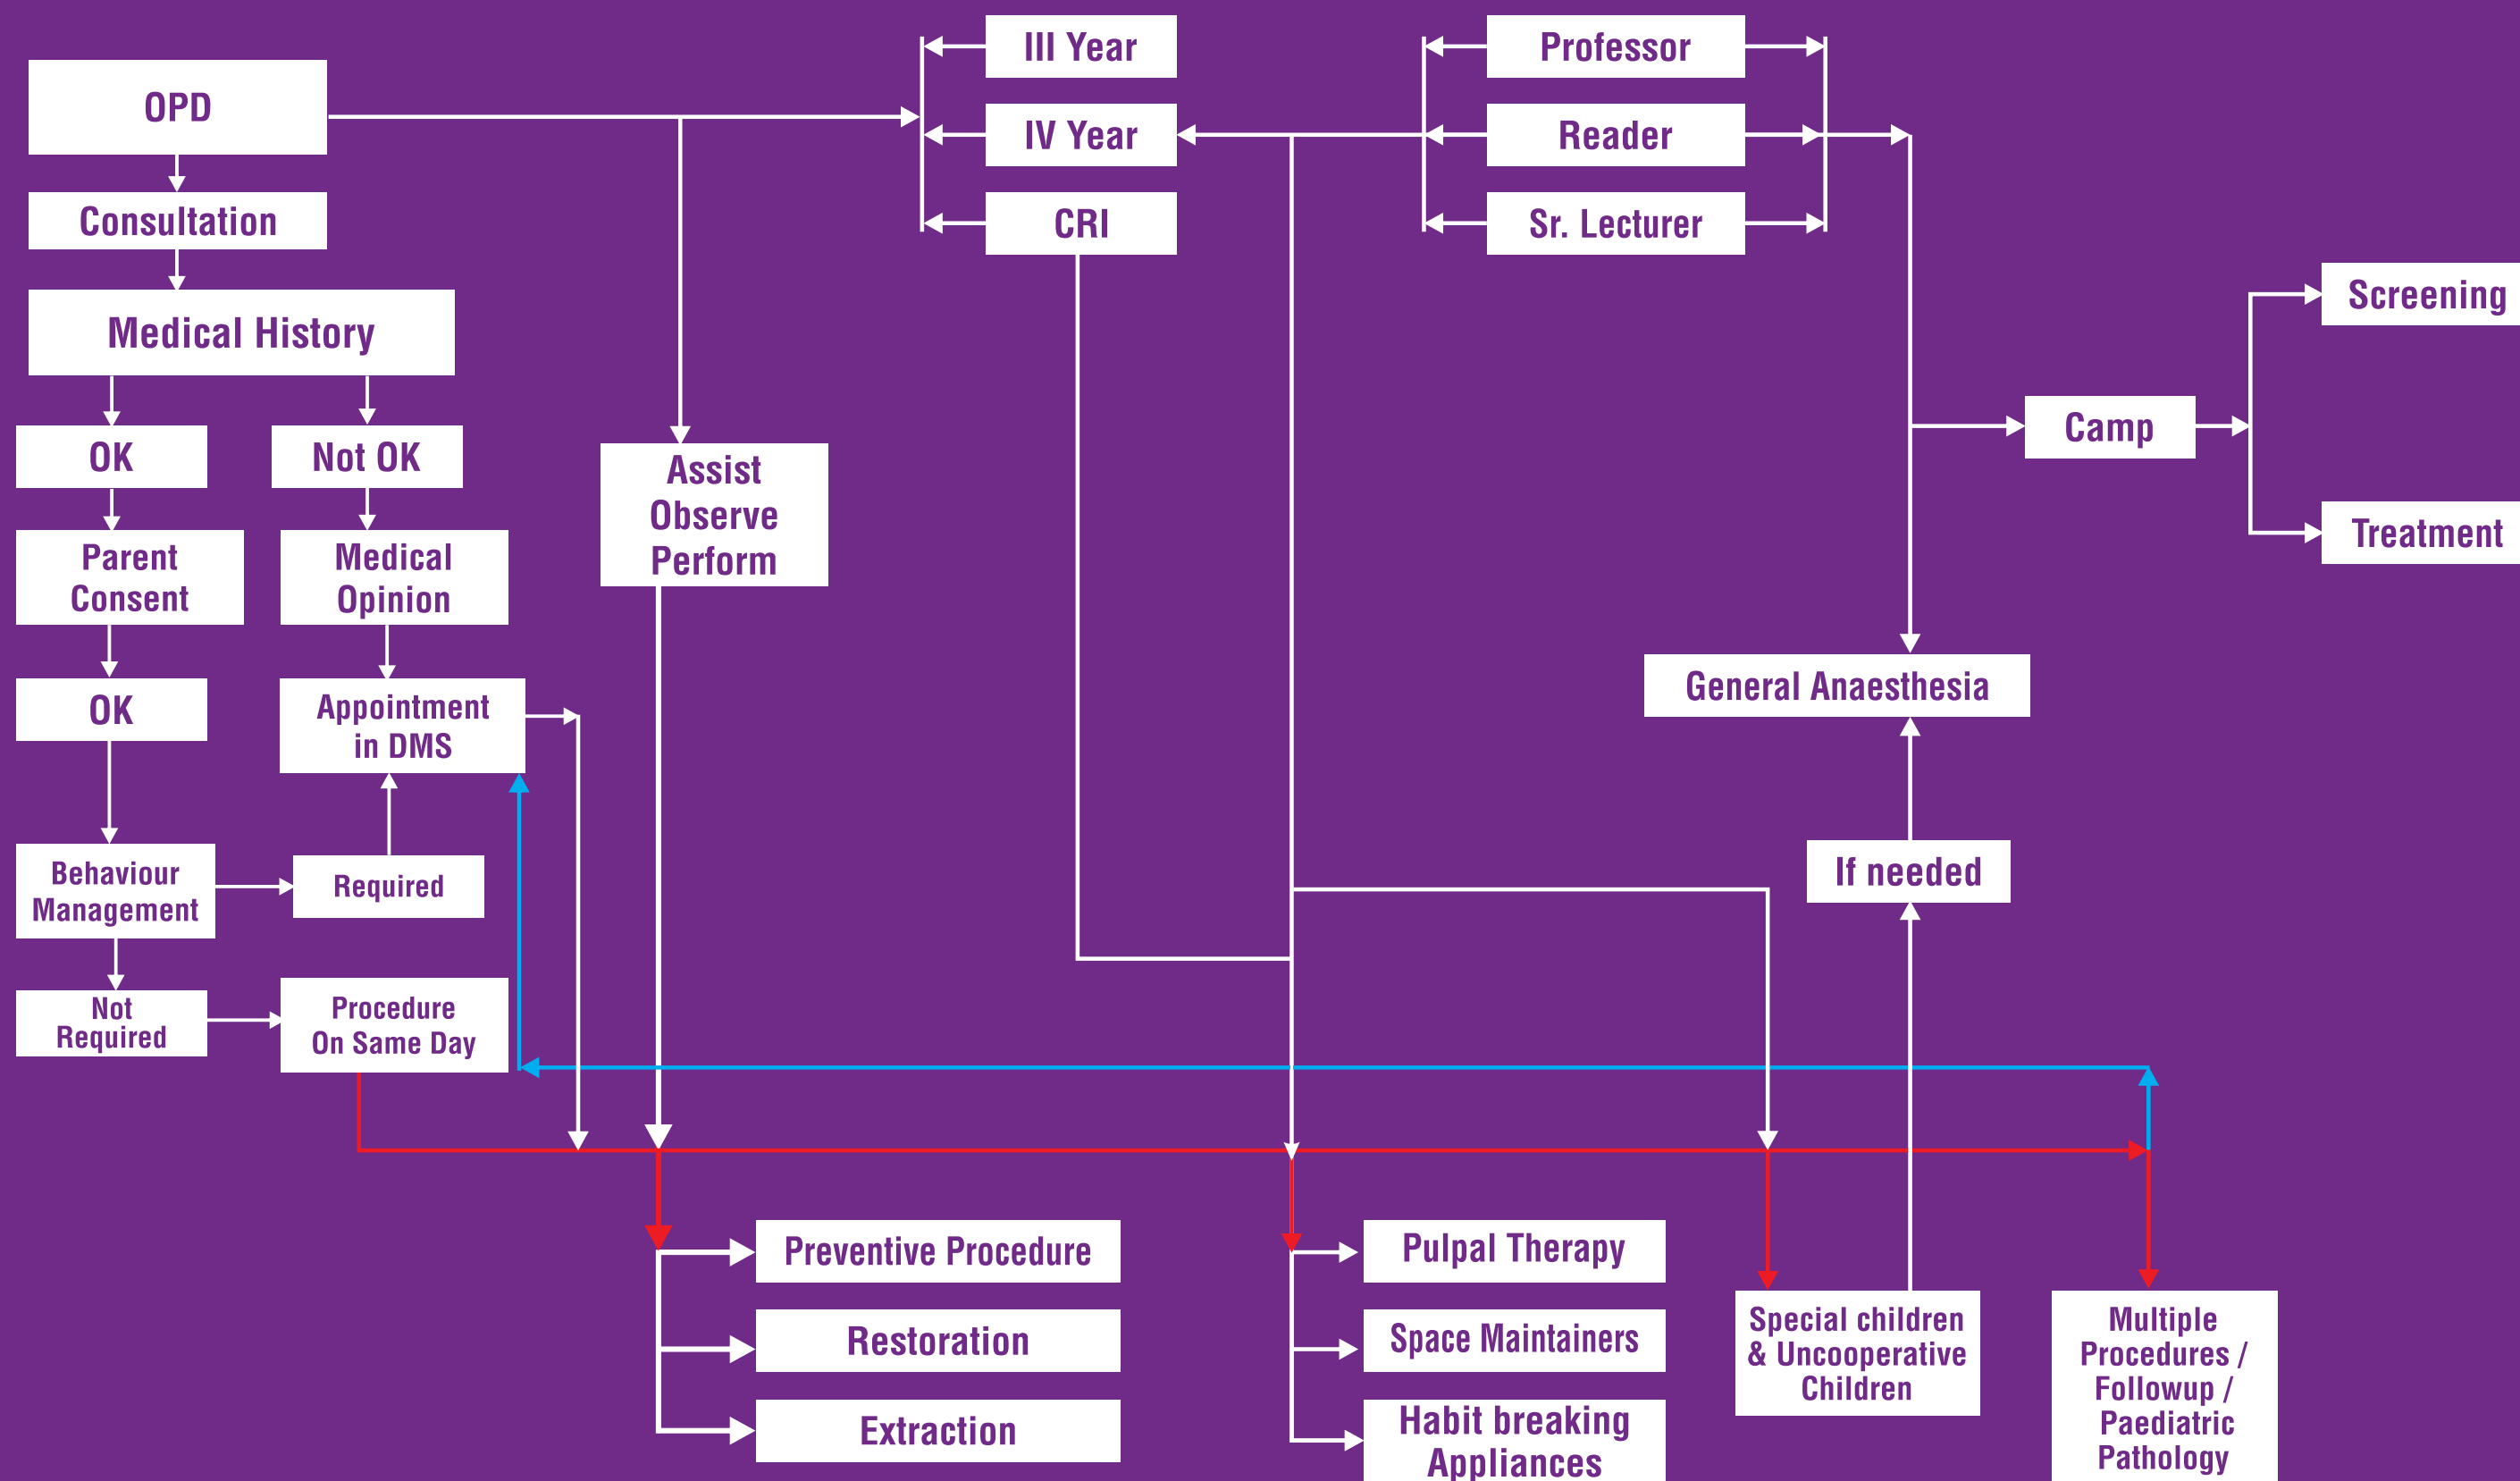 OPD
Consultation
Medical History
OK
Not OK
Parent
Consent
Medical
Opinion
OK
Appointment
in DMS
Behaviour
Management
Required
Not
Required
Procedure
On Same Day
Assist
Observe
Perform
III Year
IV Year
CRI
Professor
Reader
Sr. Lecturer
Screening
Camp
Treatment
General Anaesthesia
If needed
Preventive Procedure
Restoration
Extraction
Pulpal Therapy
Space Maintainers
Habit breaking
Appliances
Special children
& Uncooperative
Children
Multiple
Procedures /
Followup /
Paediatric
Pathology